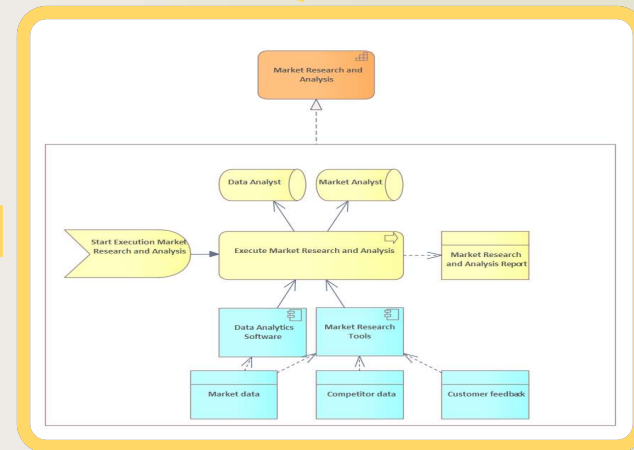 Market Research and
Analysis
Data Analyst
Market Analyst
Start Execution Market
Research and Analysis
Execute Market Research and Analysis
Market Research
and Analysis Report
Data Analytics
Software
Market Research
Tools
Market data
Competitor data
Customer feedback